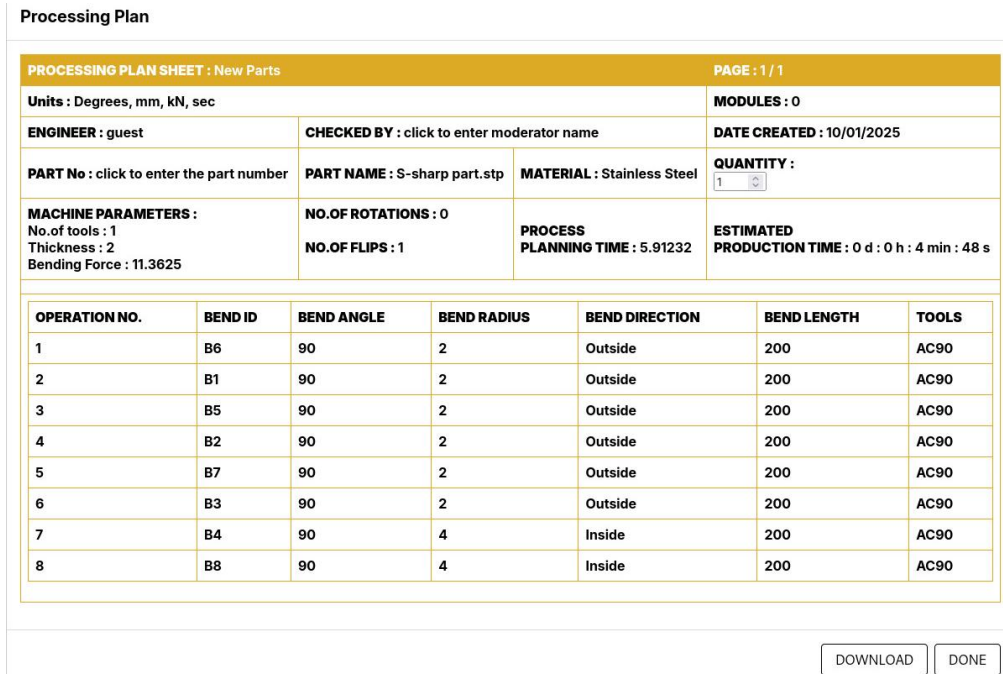 Processing Plan
PROCESSING PLAN SHEET : New Parts PAGE : 1 / 1
Units : Degrees, mm, kN, sec MODULES : 0
ENGINEER : guest CHECKED BY : click to enter moderator name DATE CREATED : 10/01/2025
PART No : click to enter the part number PART NAME : S-sharp part.stp MATERIAL : Stainless Steel QUANTITY :
1
MACHINE PARAMETERS :
No.of tools : 1
Thickness : 2
Bending Force : 11.3625
NO.OF ROTATIONS : 0
NO.OF FLIPS : 1
PROCESS
PLANNING TIME : 5.91232
ESTIMATED
PRODUCTION TIME : 0 d : 0 h : 4 min : 48 s
OPERATION NO. BEND ID BEND ANGLE BEND RADIUS BEND DIRECTION BEND LENGTH TOOLS
1 B6 90 2 Outside 200 AC90
2 B1 90 2 Outside 200 AC90
3 B5 90 2 Outside 200 AC90
4 B2 90 2 Outside 200 AC90
5 B7 90 2 Outside 200 AC90
6 B3 90 2 Outside 200 AC90
7 B4 90 4 Inside 200 AC90
8 B8 90 4 Inside 200 AC90
DOWNLOAD DONE